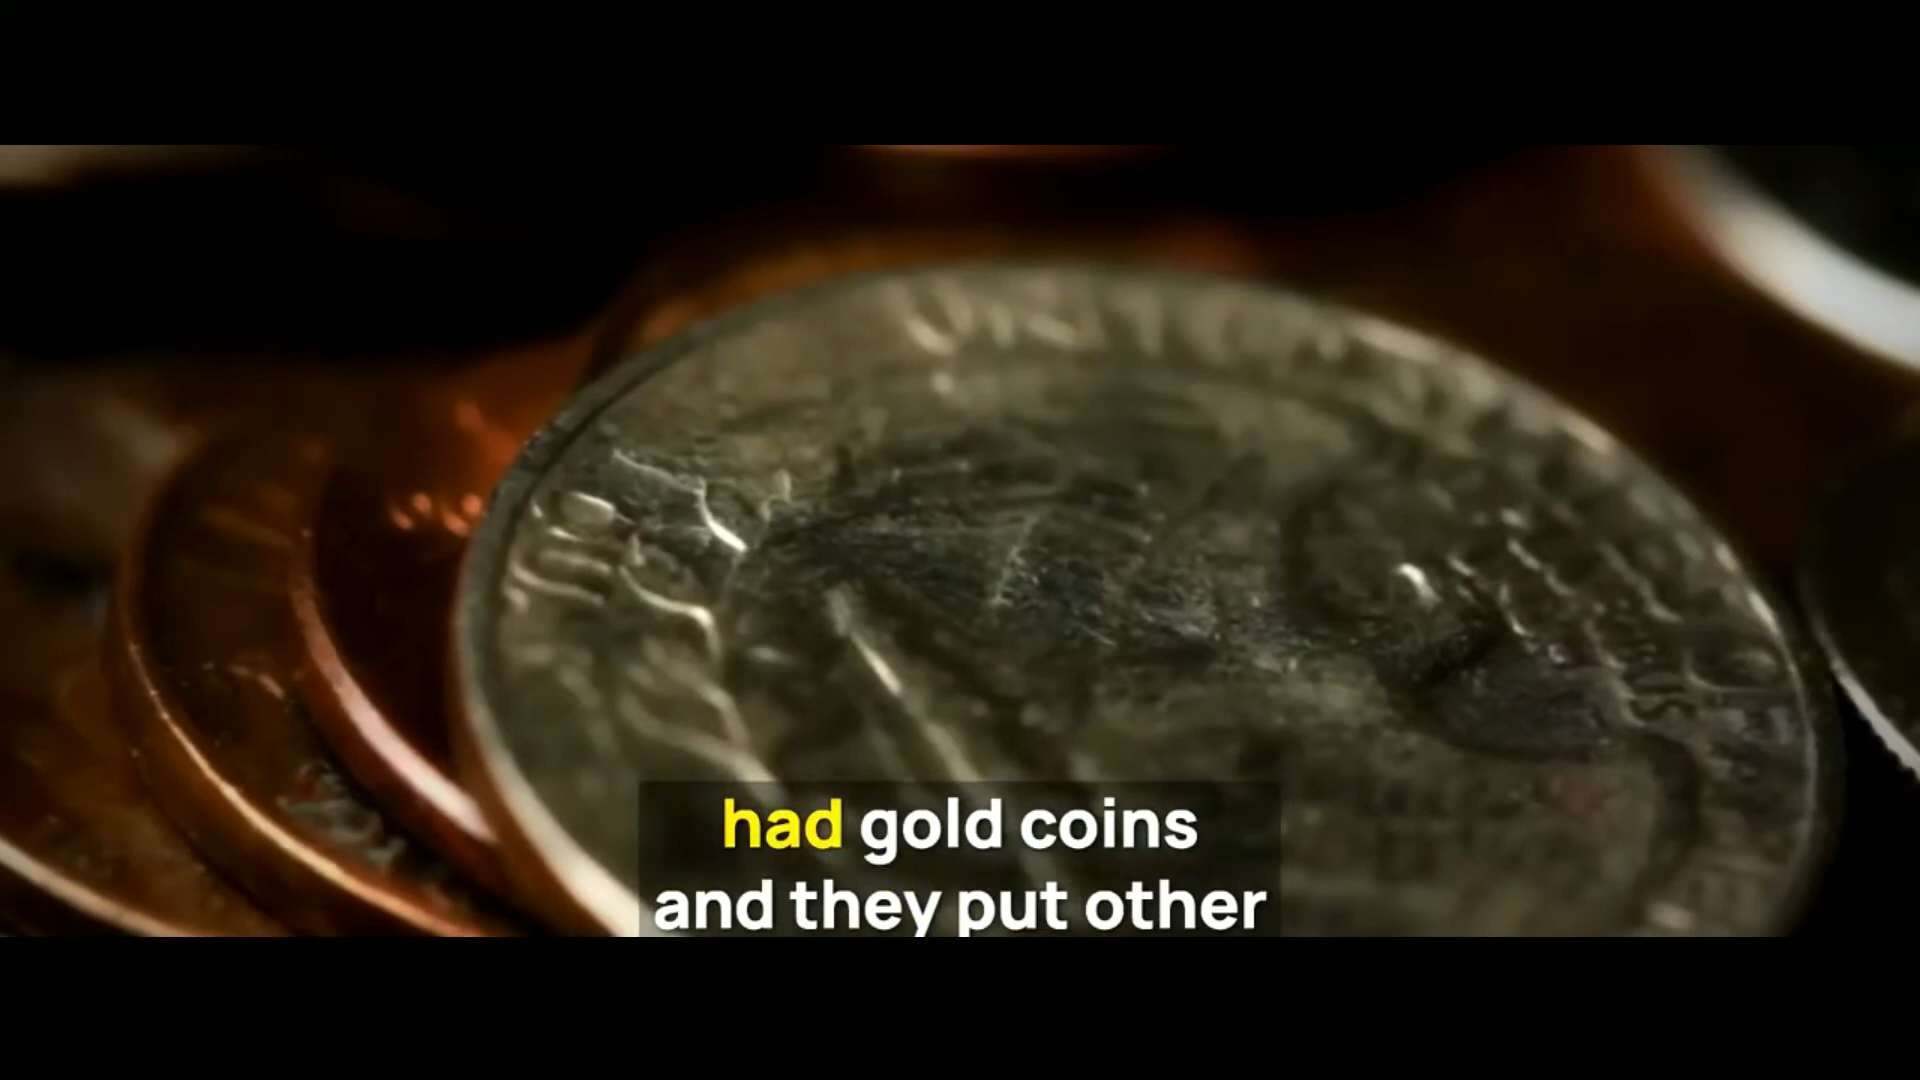 had gold coins
and they put other